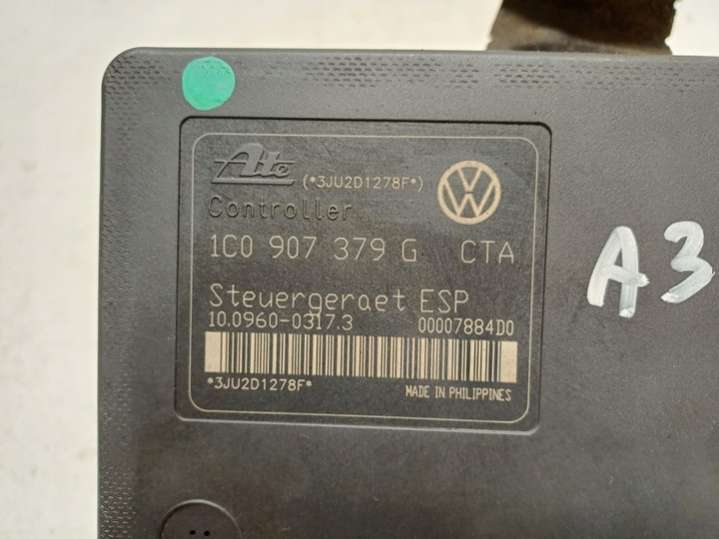 Ate (*3JU2D1278F*)
Controller
1C0 907 379 G CTA
Steuergeraet ESP
10.0960-0317.3 00007884D0
*3JU2D1278F* MADE IN PHILIPPINES
A3